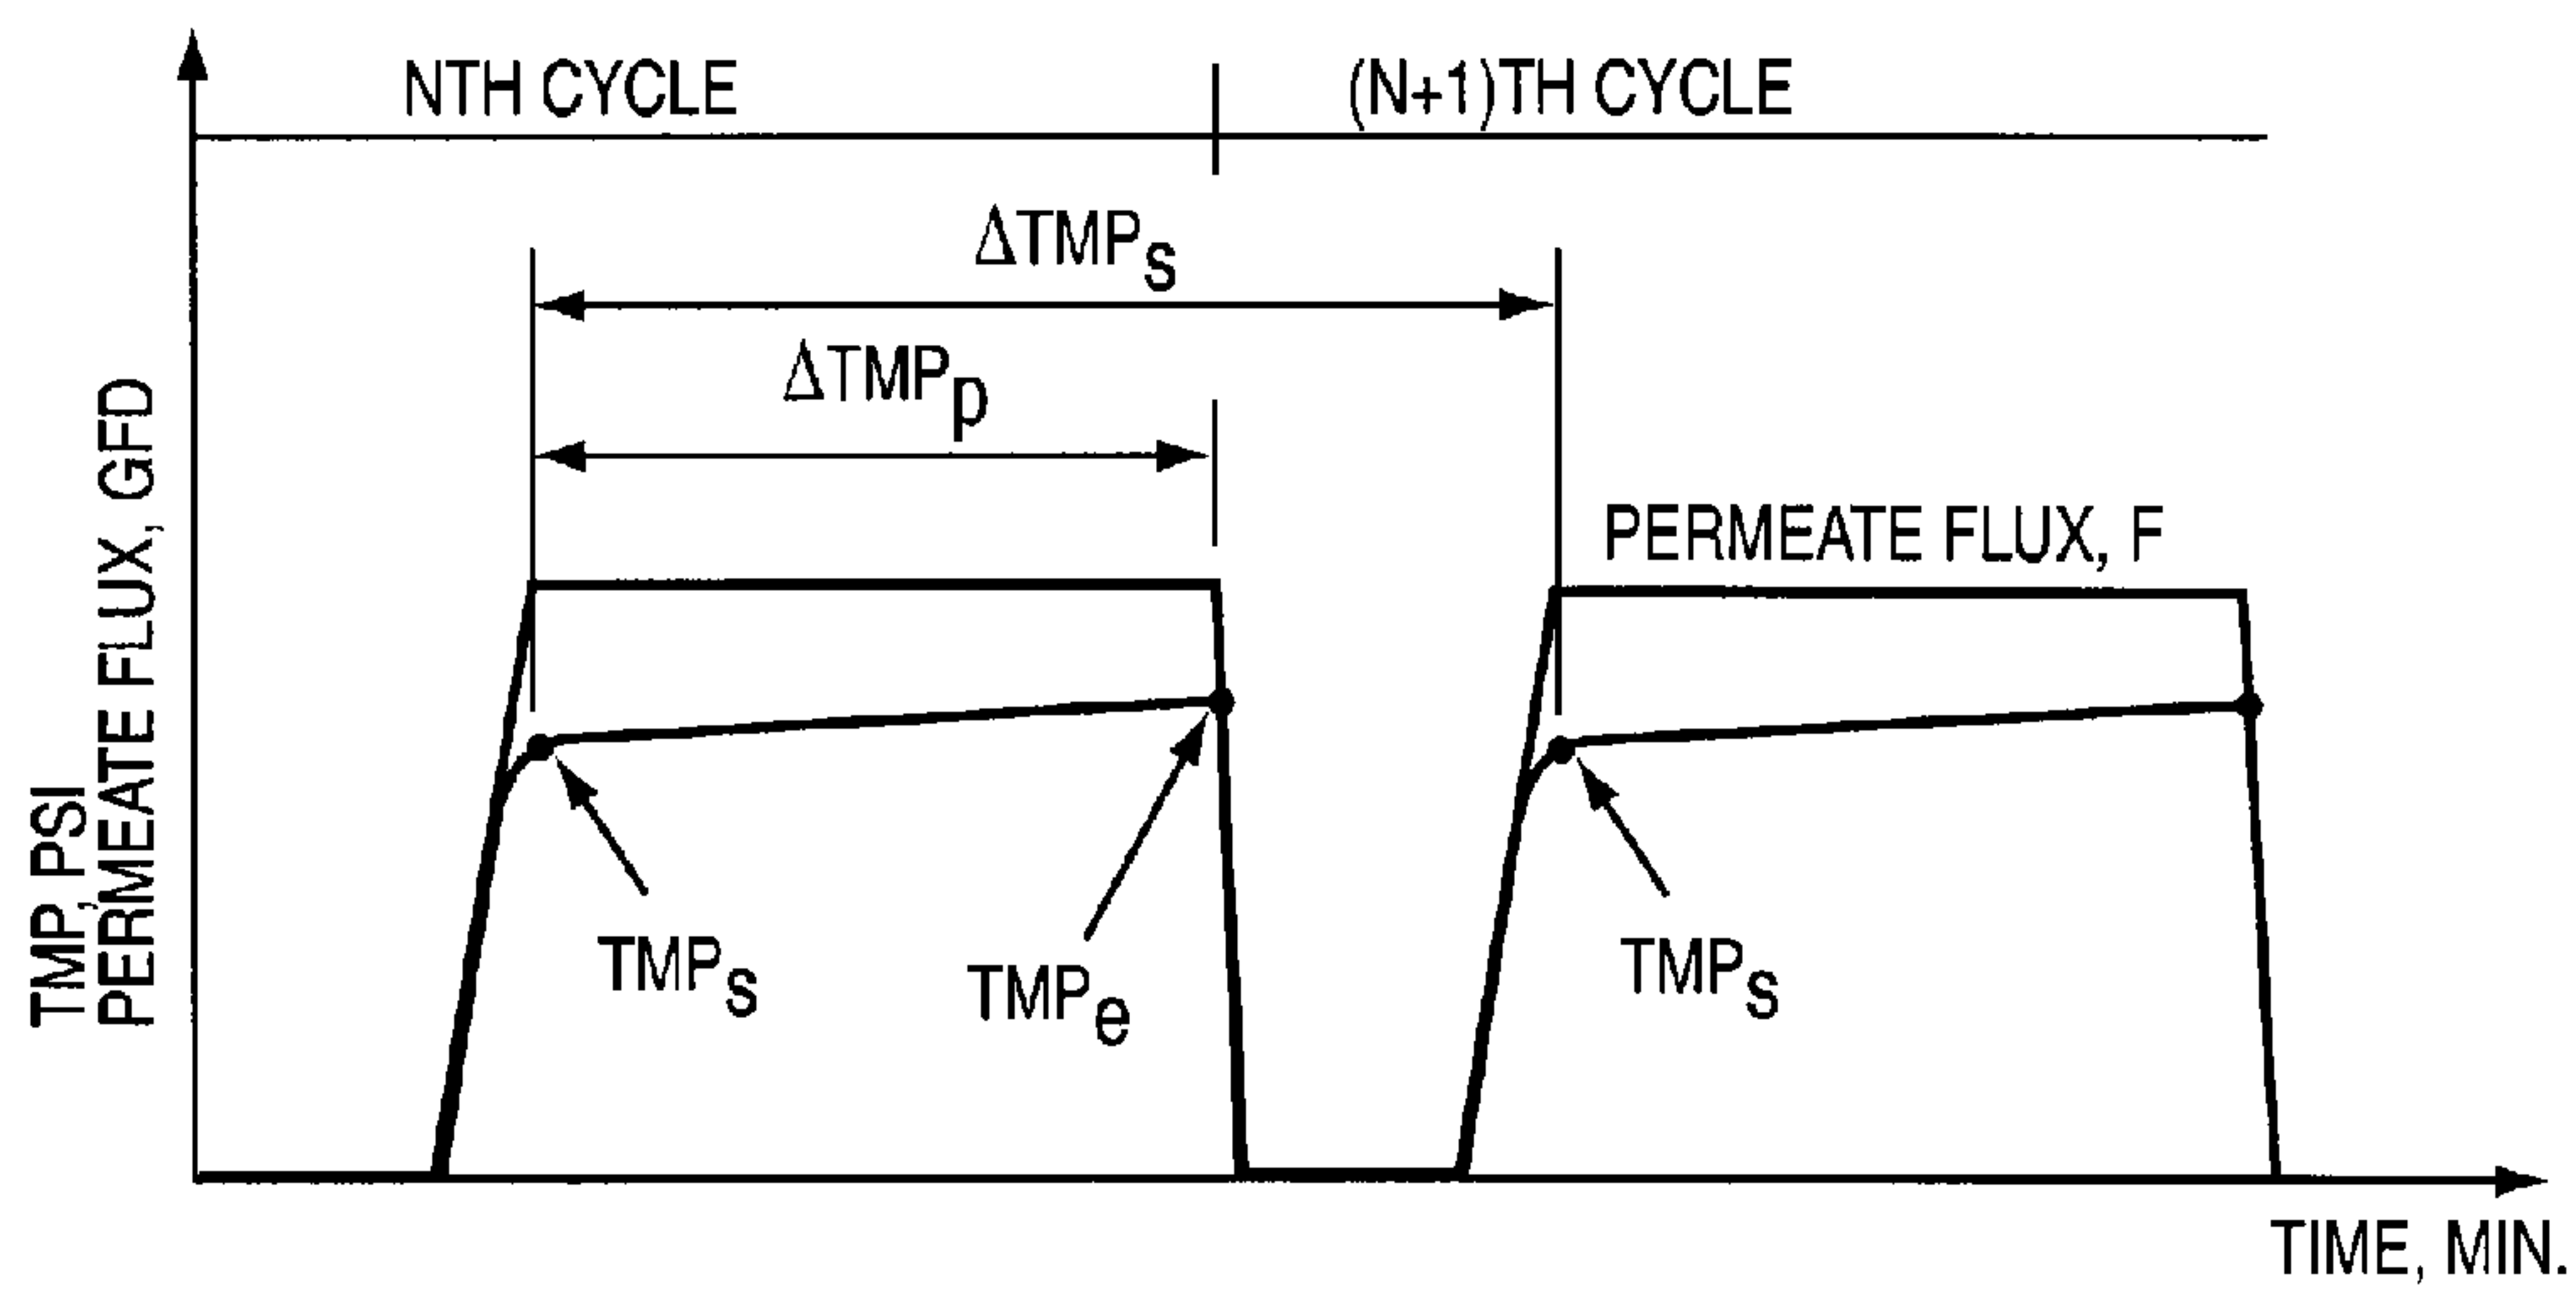 NTH CYCLE
(N+1)TH CYCLE
ΔTMPs
ΔTMPp
PERMEATE FLUX, F
TMP, PSI
PERMEATE FLUX, GFD
TMPs
TMPe
TMPs
TIME, MIN.